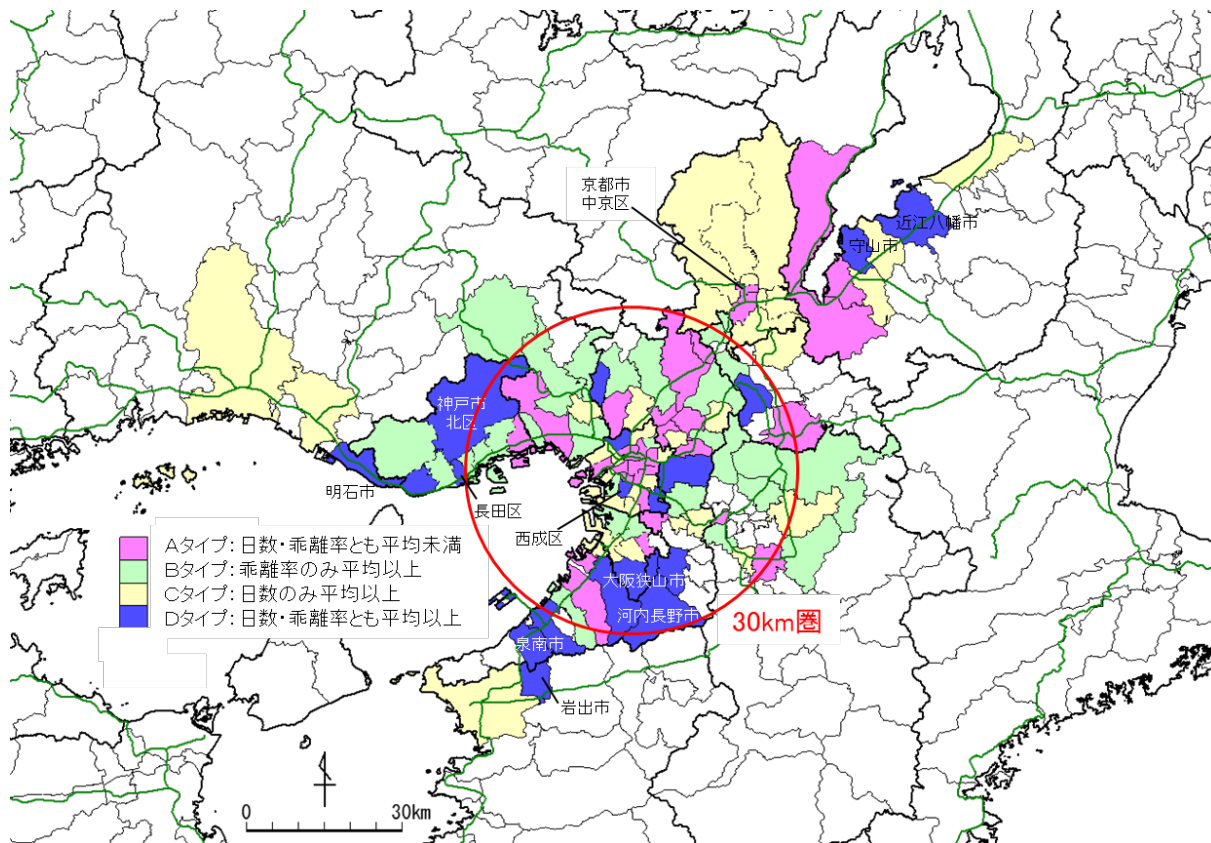 京都市
中京区
近江八幡市
守山市
神戸市
北区
明石市
長田区
西成区
Aタイプ：日数・乖離率とも平均未満
Bタイプ：乖離率のみ平均以上
Cタイプ：日数のみ平均以上
Dタイプ：日数・乖離率とも平均以上
大阪狭山市
河内長野市
30km圏
泉南市
岩出市
0
30km